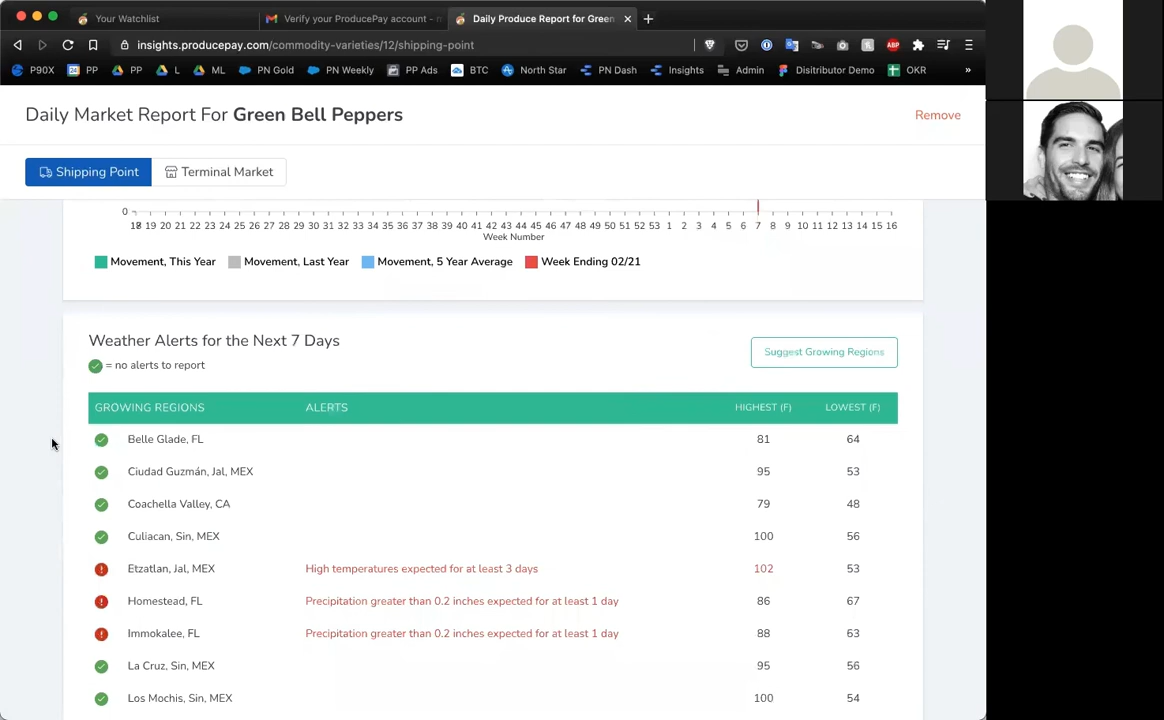 Your Watchlist
Verify your ProducePay account -
Daily Produce Report for Green
insights.producepay.com/commodity-varieties/12/shipping-point
ABP
P90X PP PP L ML PN Gold PN Weekly PP Ads BTC North Star PN Dash Insights Admin Disitributor Demo OKR »
Daily Market Report For Green Bell Peppers
Remove
Shipping Point
Terminal Market
0
18 19 20 21 22 23 24 25 26 27 28 29 30 31 32 33 34 35 36 37 38 39 40 41 42 43 44 45 46 47 48 49 50 51 52 53 1 2 3 4 5 6 7 8 9 10 11 12 13 14 15 16
Week Number
Movement, This Year Movement, Last Year Movement, 5 Year Average Week Ending 02/21
Weather Alerts for the Next 7 Days
Suggest Growing Regions
= no alerts to report
GROWING REGIONS ALERTS HIGHEST (F) LOWEST (F)
Belle Glade, FL 81 64
Ciudad Guzmán, Jal, MEX 95 53
Coachella Valley, CA 79 48
Culiacan, Sin, MEX 100 56
Etzatlan, Jal, MEX High temperatures expected for at least 3 days 102 53
Homestead, FL Precipitation greater than 0.2 inches expected for at least 1 day 86 67
Immokalee, FL Precipitation greater than 0.2 inches expected for at least 1 day 88 63
La Cruz, Sin, MEX 95 56
Los Mochis, Sin, MEX 100 54